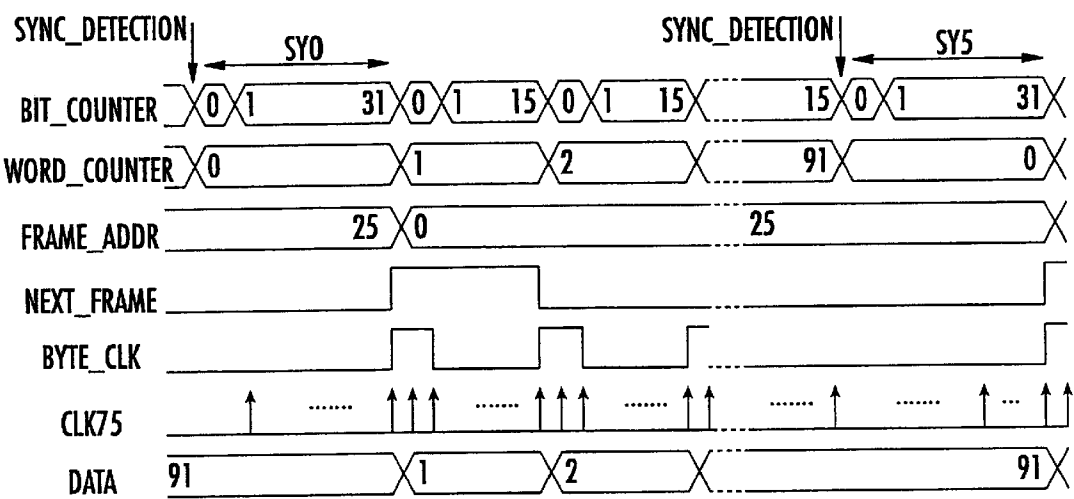 SYNC_DETECTION SY0 SYNC_DETECTION SY5
BIT_COUNTER 0 1 31 0 1 15 0 1 15 15 0 1 31
WORD_COUNTER 0 1 2 91 0
FRAME_ADDR 25 0 25
NEXT_FRAME
BYTE_CLK
CLK75
DATA 91 1 2 91